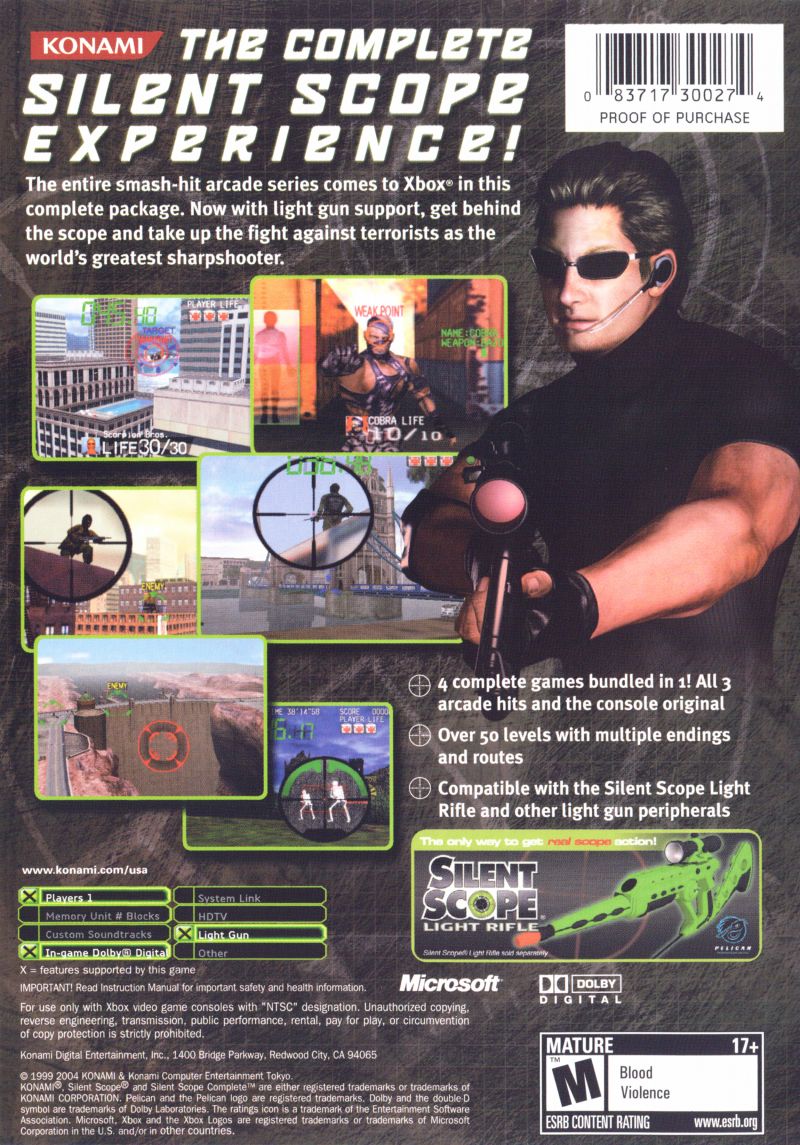 KONAMI
THE COMPLETE
SILENT SCOPE
EXPERIENCE!
0 83717 30027 4
PROOF OF PURCHASE
The entire smash-hit arcade series comes to Xbox® in this
complete package. Now with light gun support, get behind
the scope and take up the fight against terrorists as the
world's greatest sharpshooter.
PLAYER LIFE
TARGET
Scorpion Bros.
LIFE30/30
WEAK POINT
NAME:COBRA
COBRA LIFE
10/10
ENEMY
ENEMY
38'14"58
SCORE
PLAYER LIFE
4 complete games bundled in 1! All 3
arcade hits and the console original
Over 50 levels with multiple endings
and routes
Compatible with the Silent Scope Light
Rifle and other light gun peripherals
The only way to get real scope action!
SILENT
SCOPE®
LIGHT RIFLE
Silent Scope® Light Rifle sold separately
PELICAN
www.konami.com/usa
X Players 1
Memory Unit # Blocks
Custom Soundtracks
X In-game Dolby® Digital
System Link
HDTV
X Light Gun
Other
X = features supported by this game
IMPORTANT! Read Instruction Manual for important safety and health information.
For use only with Xbox video game consoles with "NTSC" designation. Unauthorized copying,
reverse engineering, transmission, public performance, rental, pay for play, or circumvention
of copy protection is strictly prohibited.
Konami Digital Entertainment, Inc., 1400 Bridge Parkway, Redwood City, CA 94065
© 1999 2004 KONAMI & Konami Computer Entertainment Tokyo.
KONAMI®, Silent Scope® and Silent Scope Complete™ are either registered trademarks or trademarks of
KONAMI CORPORATION. Pelican and the Pelican logo are registered trademarks. Dolby and the double-D
symbol are trademarks of Dolby Laboratories. The ratings icon is a trademark of the Entertainment Software
Association. Microsoft, Xbox and the Xbox Logos are registered trademarks or trademarks of Microsoft
Corporation in the U.S. and/or in other countries.
Microsoft®
DOLBY
DIGITAL
MATURE 17+
M™
Blood
Violence
ESRB CONTENT RATING www.esrb.org